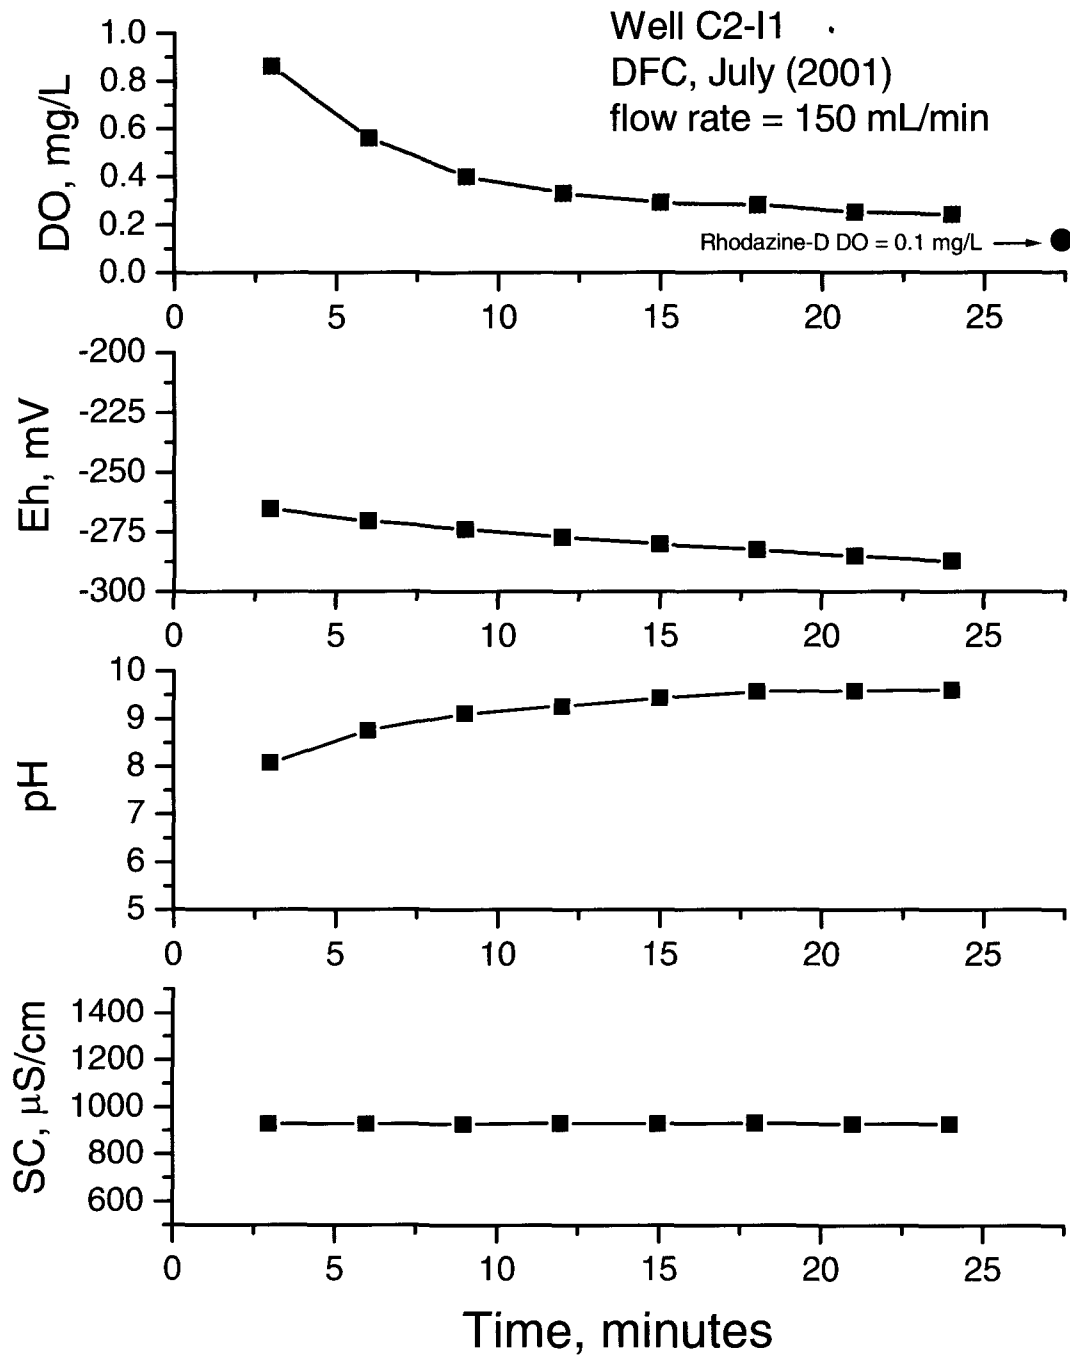 Well C2-I1
DFC, July (2001)
flow rate = 150 mL/min
DO, mg/L
1.0
0.8
0.6
0.4
0.2
0.0
Rhodazine-D DO = 0.1 mg/L
0 5 10 15 20 25
Eh, mV
-200
-225
-250
-275
-300
0 5 10 15 20 25
pH
10
9
8
7
6
5
0 5 10 15 20 25
SC, μS/cm
1400
1200
1000
800
600
0 5 10 15 20 25
Time, minutes